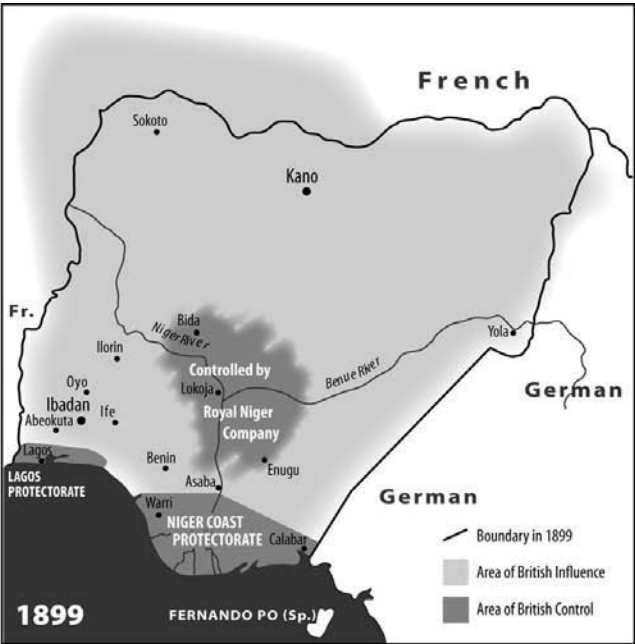 French
Sokoto
Kano
Fr.
Bida
Niger River
Yola
Ilorin
Benue River
Controlled by
Oyo
Lokoja
German
Ibadan
Royal Niger
Abeokuta
Ife
Company
Lagos
Benin
Enugu
LAGOS
PROTECTORATE
Asaba
German
Warri
NIGER COAST
PROTECTORATE
Calabar
Boundary in 1899
Area of British Influence
Area of British Control
1899
FERNANDO PO (Sp.)